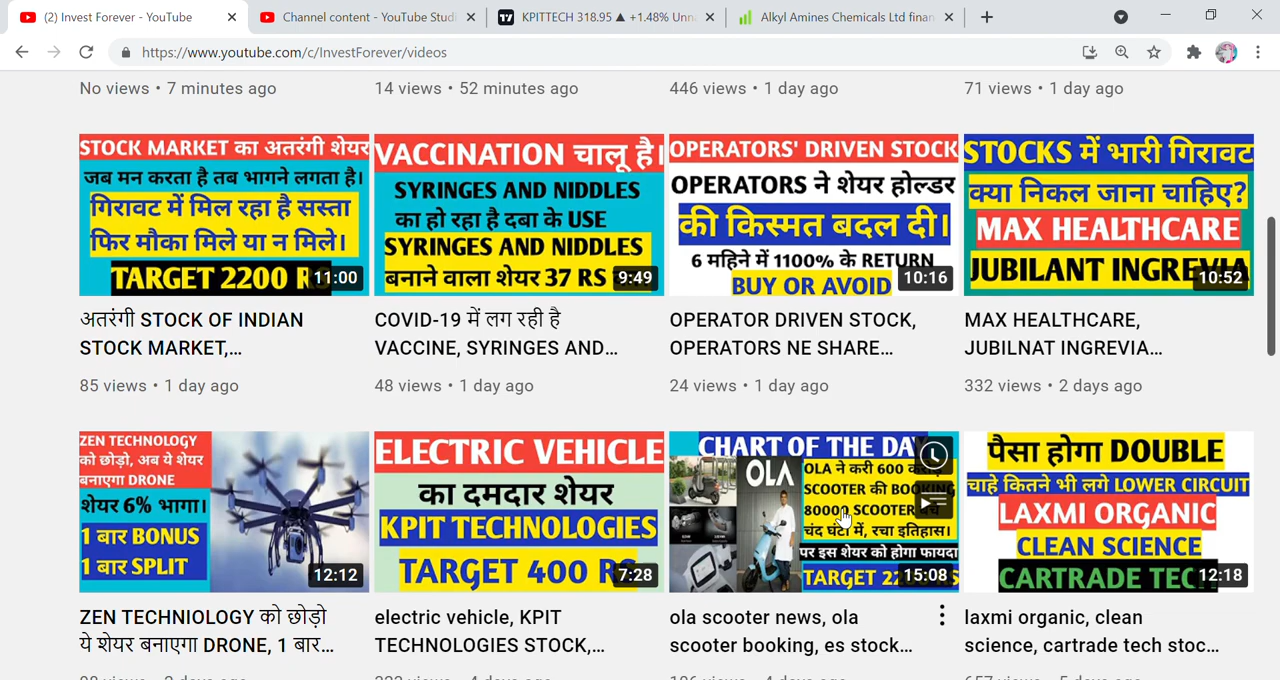 (2) Invest Forever - YouTube
Channel content - YouTube Studi
KPITTECH 318.95 ▲ +1.48% Unna
Alkyl Amines Chemicals Ltd finan
https://www.youtube.com/c/InvestForever/videos
No views • 7 minutes ago
14 views • 52 minutes ago
446 views • 1 day ago
71 views • 1 day ago
STOCK MARKET का अतरंगी शेयर
जब मन करता है तब भागने लगता है।
गिरावट में मिल रहा है सस्ता
फिर मौका मिले या न मिले।
TARGET 2200 R
11:00
VACCINATION चालू है।
SYRINGES AND NIDDLES
का हो रहा है दबा के USE
SYRINGES AND NIDDLES
बनाने वाला शेयर 37 RS
9:49
OPERATORS' DRIVEN STOCK
OPERATORS ने शेयर होल्डर
की किस्मत बदल दी।
6 महिने में 1100% के RETURN
BUY OR AVOID
10:16
STOCKS में भारी गिरावट
क्या निकल जाना चाहिए?
MAX HEALTHCARE
JUBILANT INGREVIA
10:52
अतरंगी STOCK OF INDIAN
STOCK MARKET,...
85 views • 1 day ago
COVID-19 में लग रही है
VACCINE, SYRINGES AND...
48 views • 1 day ago
OPERATOR DRIVEN STOCK,
OPERATORS NE SHARE...
24 views • 1 day ago
MAX HEALTHCARE,
JUBILNAT INGREVIA...
332 views • 2 days ago
ZEN TECHNOLOGY
को छोड़ो, अब ये शेयर
बनाएगा DRONE
शेयर 6% भागा।
1 बार BONUS
1 बार SPLIT
12:12
ELECTRIC VEHICLE
का दमदार शेयर
KPIT TECHNOLOGIES
TARGET 400 R
7:28
CHART OF THE DAY
OLA
OLA ने करी 600
SCOOTER की BOOKING
80000 SCOOTER
चंद घंटो में, रचा इतिहास।
पर इस शेयर को होगा फायदा
TARGET
15:08
पैसा होगा DOUBLE
चाहे कितने भी लगे LOWER CIRCUIT
LAXMI ORGANIC
CLEAN SCIENCE
CARTRADE TEC
12:18
ZEN TECHNIOLOGY को छोड़ो
ये शेयर बनाएगा DRONE, 1 बार...
electric vehicle, KPIT
TECHNOLOGIES STOCK,...
ola scooter news, ola
scooter booking, es stock...
laxmi organic, clean
science, cartrade tech stoc...